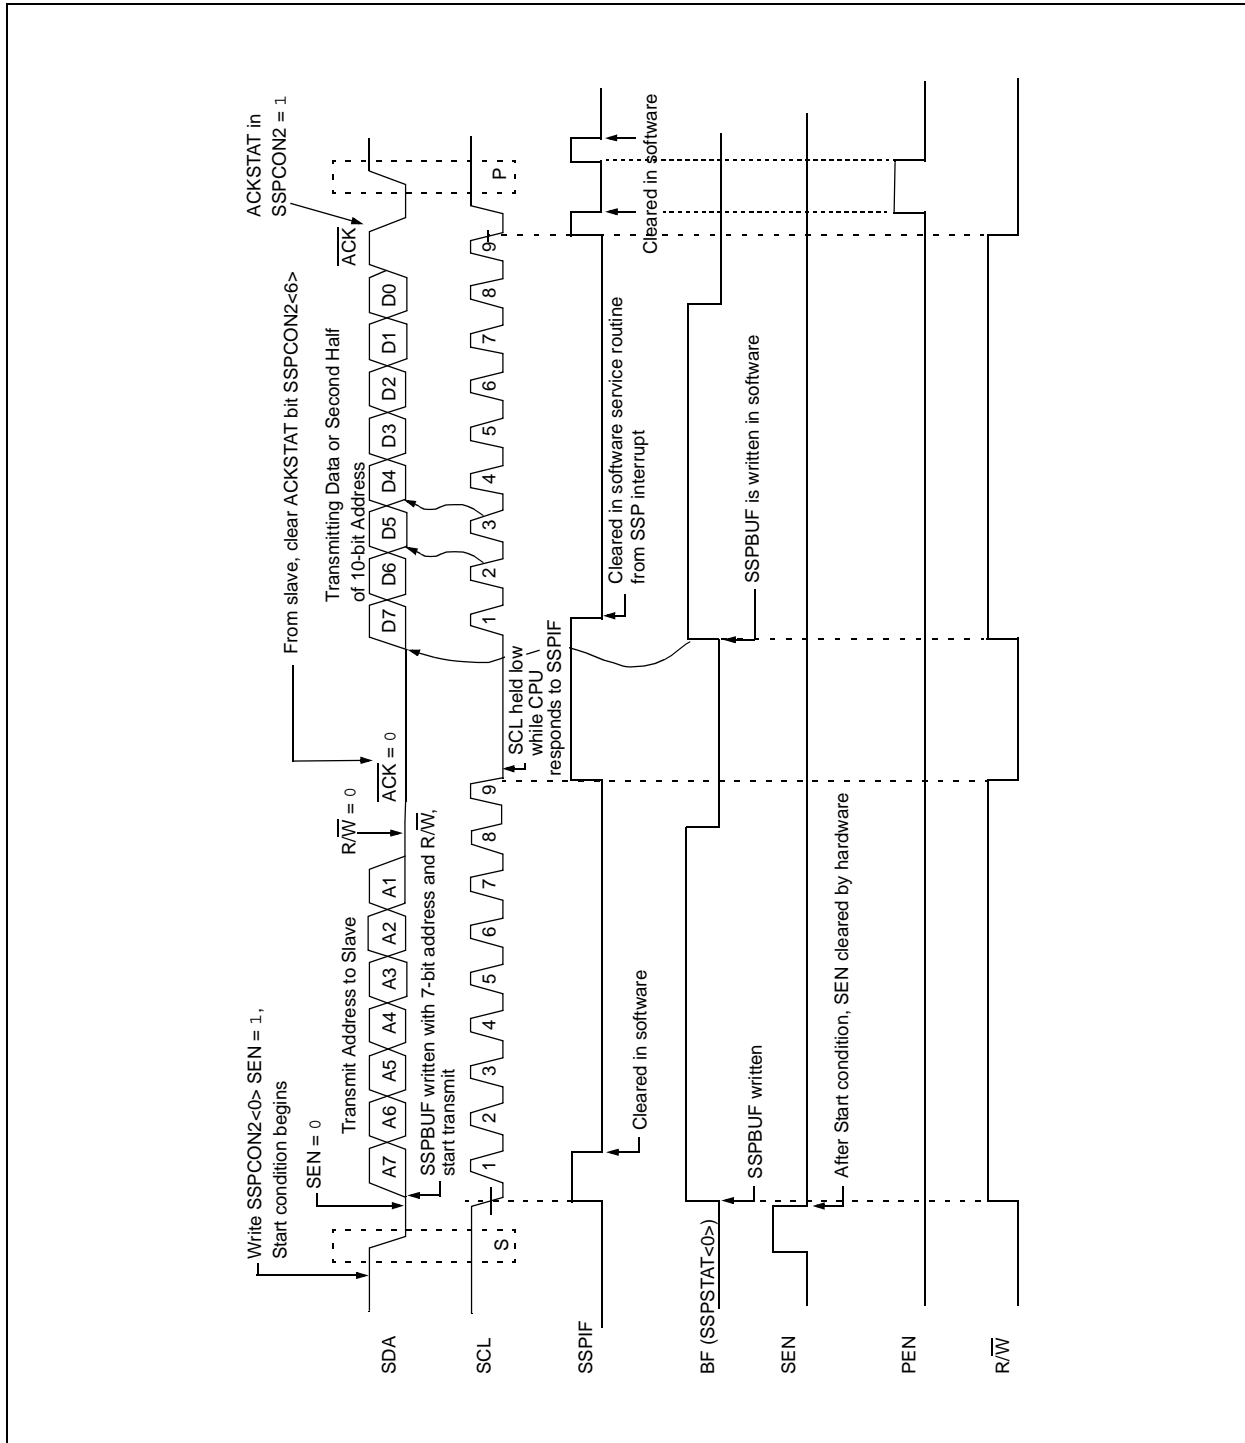 Write SSPCON2<0> SEN = 1,
Start condition begins
SEN = 0
Transmit Address to Slave
R/W̅ = 0
From slave, clear ACKSTAT bit SSPCON2<6>
A̅C̅K̅ = 0
Transmitting Data or Second Half
of 10-bit Address
A̅C̅K̅
ACKSTAT in
SSPCON2 = 1
SDA
A7 A6 A5 A4 A3 A2 A1
D7 D6 D5 D4 D3 D2 D1 D0
SSPBUF written with 7-bit address and R/W̅,
start transmit
SCL
S
1 2 3 4 5 6 7 8 9
1 2 3 4 5 6 7 8 9
P
SCL held low
while CPU
responds to SSPIF
SSPIF
Cleared in software
Cleared in software service routine
from SSP interrupt
Cleared in software
BF (SSPSTAT<0>)
SSPBUF written
SSPBUF is written in software
SEN
After Start condition, SEN cleared by hardware
PEN
R/W̅